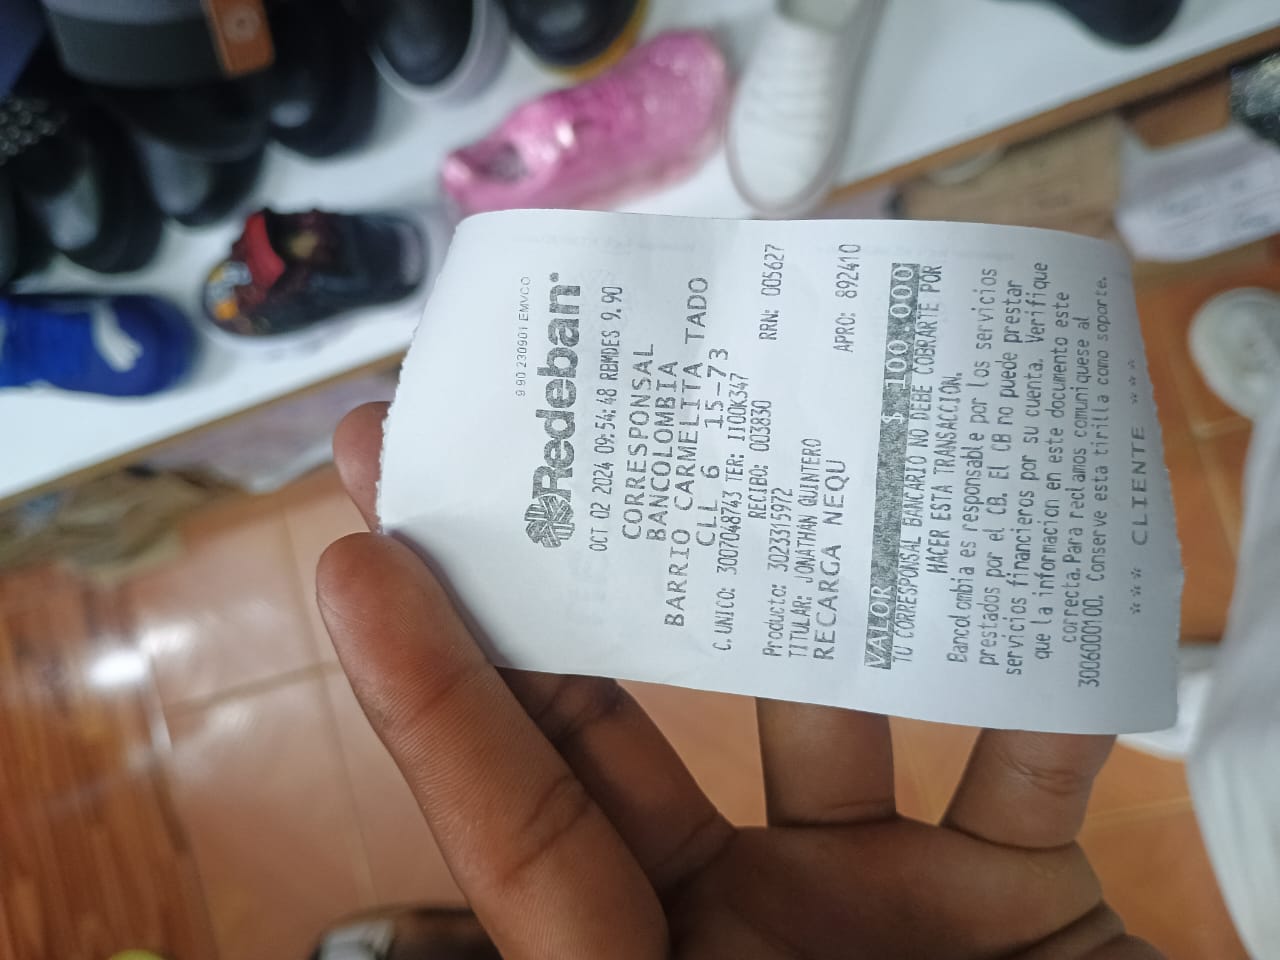 9.90 230901 EMVCO
Redeban
OCT 02 2024 09:54:48 RBMDES 9.90
CORRESPONSAL
BANCOLOMBIA
BARRIO CARMELITA TADO
CLL 6 15-73
C.UNICO: 3007048743 TER: IIOOK347
RECIBO: 003830 RRN: 005627
Producto: 3023315972
TITULAR: JONATHAN QUINTERO
RECARGA NEQU APRO: 892410
VALOR $ 100.000
TU CORRESPONSAL BANCARIO NO DEBE COBRARTE POR
HACER ESTA TRANSACCION.
Bancolombia es responsable por los servicios
prestados por el CB. El CB no puede prestar
servicios financieros por su cuenta. Verifique
que la informacion en este documento este
correcta.Para reclamos comuniquese al
3006000100. Conserve esta tirilla como soporte.
*** CLIENTE ***